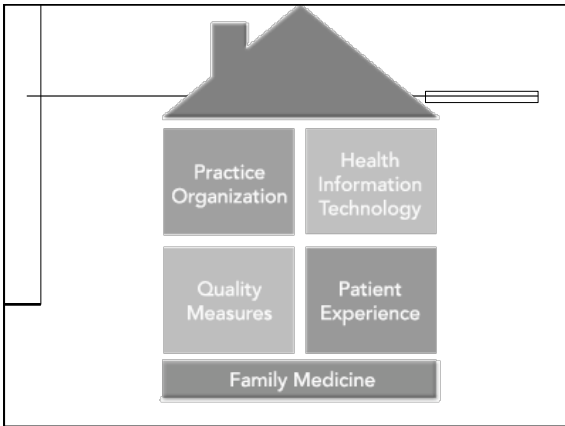 Practice
Organization
Health
Information
Technology
Quality
Measures
Patient
Experience
Family Medicine